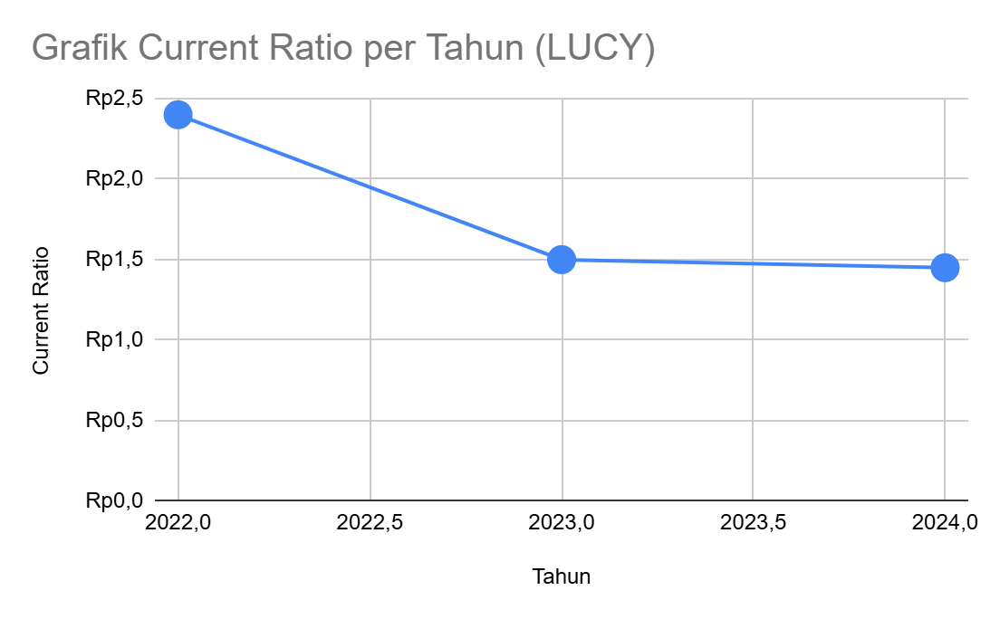 Grafik Current Ratio per Tahun (LUCY)
Rp2,5
Rp2,0
Rp1,5
Rp1,0
Rp0,5
Rp0,0
Current Ratio
2022,0 2022,5 2023,0 2023,5 2024,0
Tahun